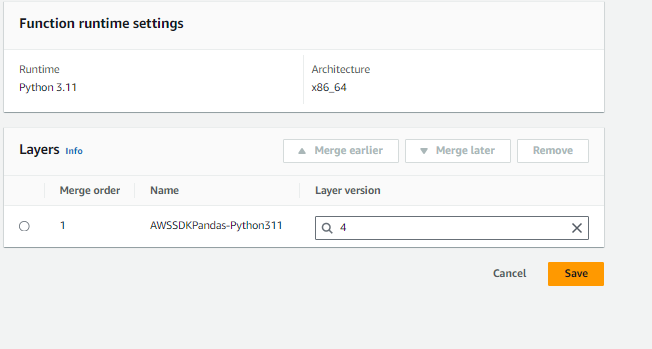 Function runtime settings
Runtime
Architecture
Python 3.11
x86_64
Layers Info
Merge earlier
Merge later
Remove
Merge order
Name
Layer version
1
AWSSDKPandas-Python311
4
Cancel
Save